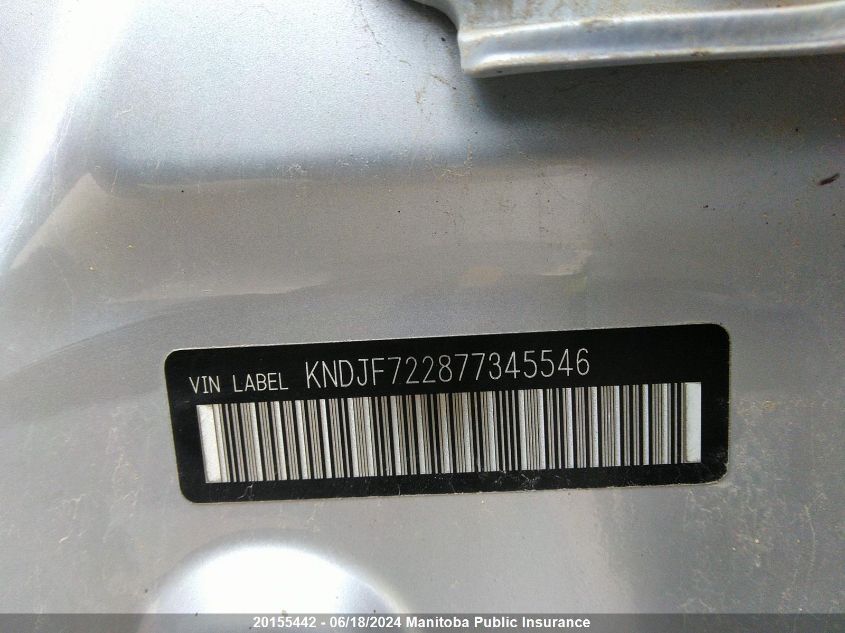 VIN LABEL KNDJF722877345546
20155442 - 06/18/2024 Manitoba Public Insurance